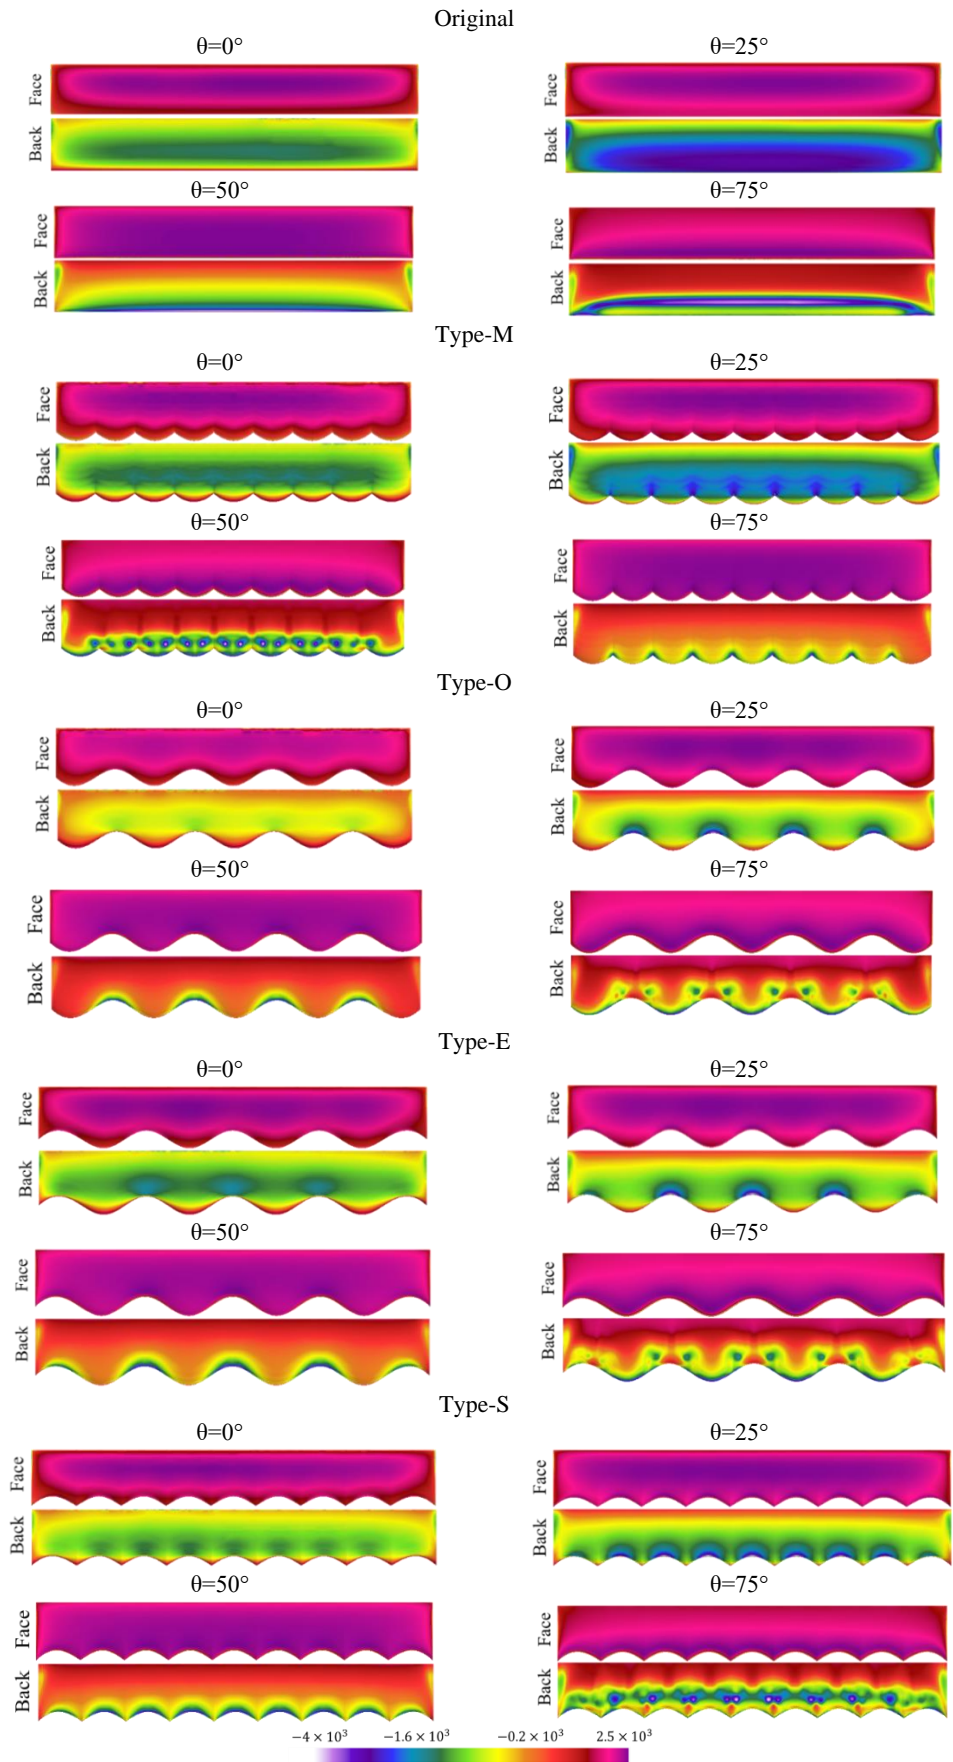 Original
θ=0° θ=25°
Face Face
Back Back
θ=50° θ=75°
Face Face
Back Back
Type-M
θ=0° θ=25°
Face Face
Back Back
θ=50° θ=75°
Face Face
Back Back
Type-O
θ=0° θ=25°
Face Face
Back Back
θ=50° θ=75°
Face Face
Back Back
Type-E
θ=0° θ=25°
Face Face
Back Back
θ=50° θ=75°
Face Face
Back Back
Type-S
θ=0° θ=25°
Face Face
Back Back
θ=50° θ=75°
Face Face
Back Back
−4 × 10³ −1.6 × 10³ −0.2 × 10³ 2.5 × 10³